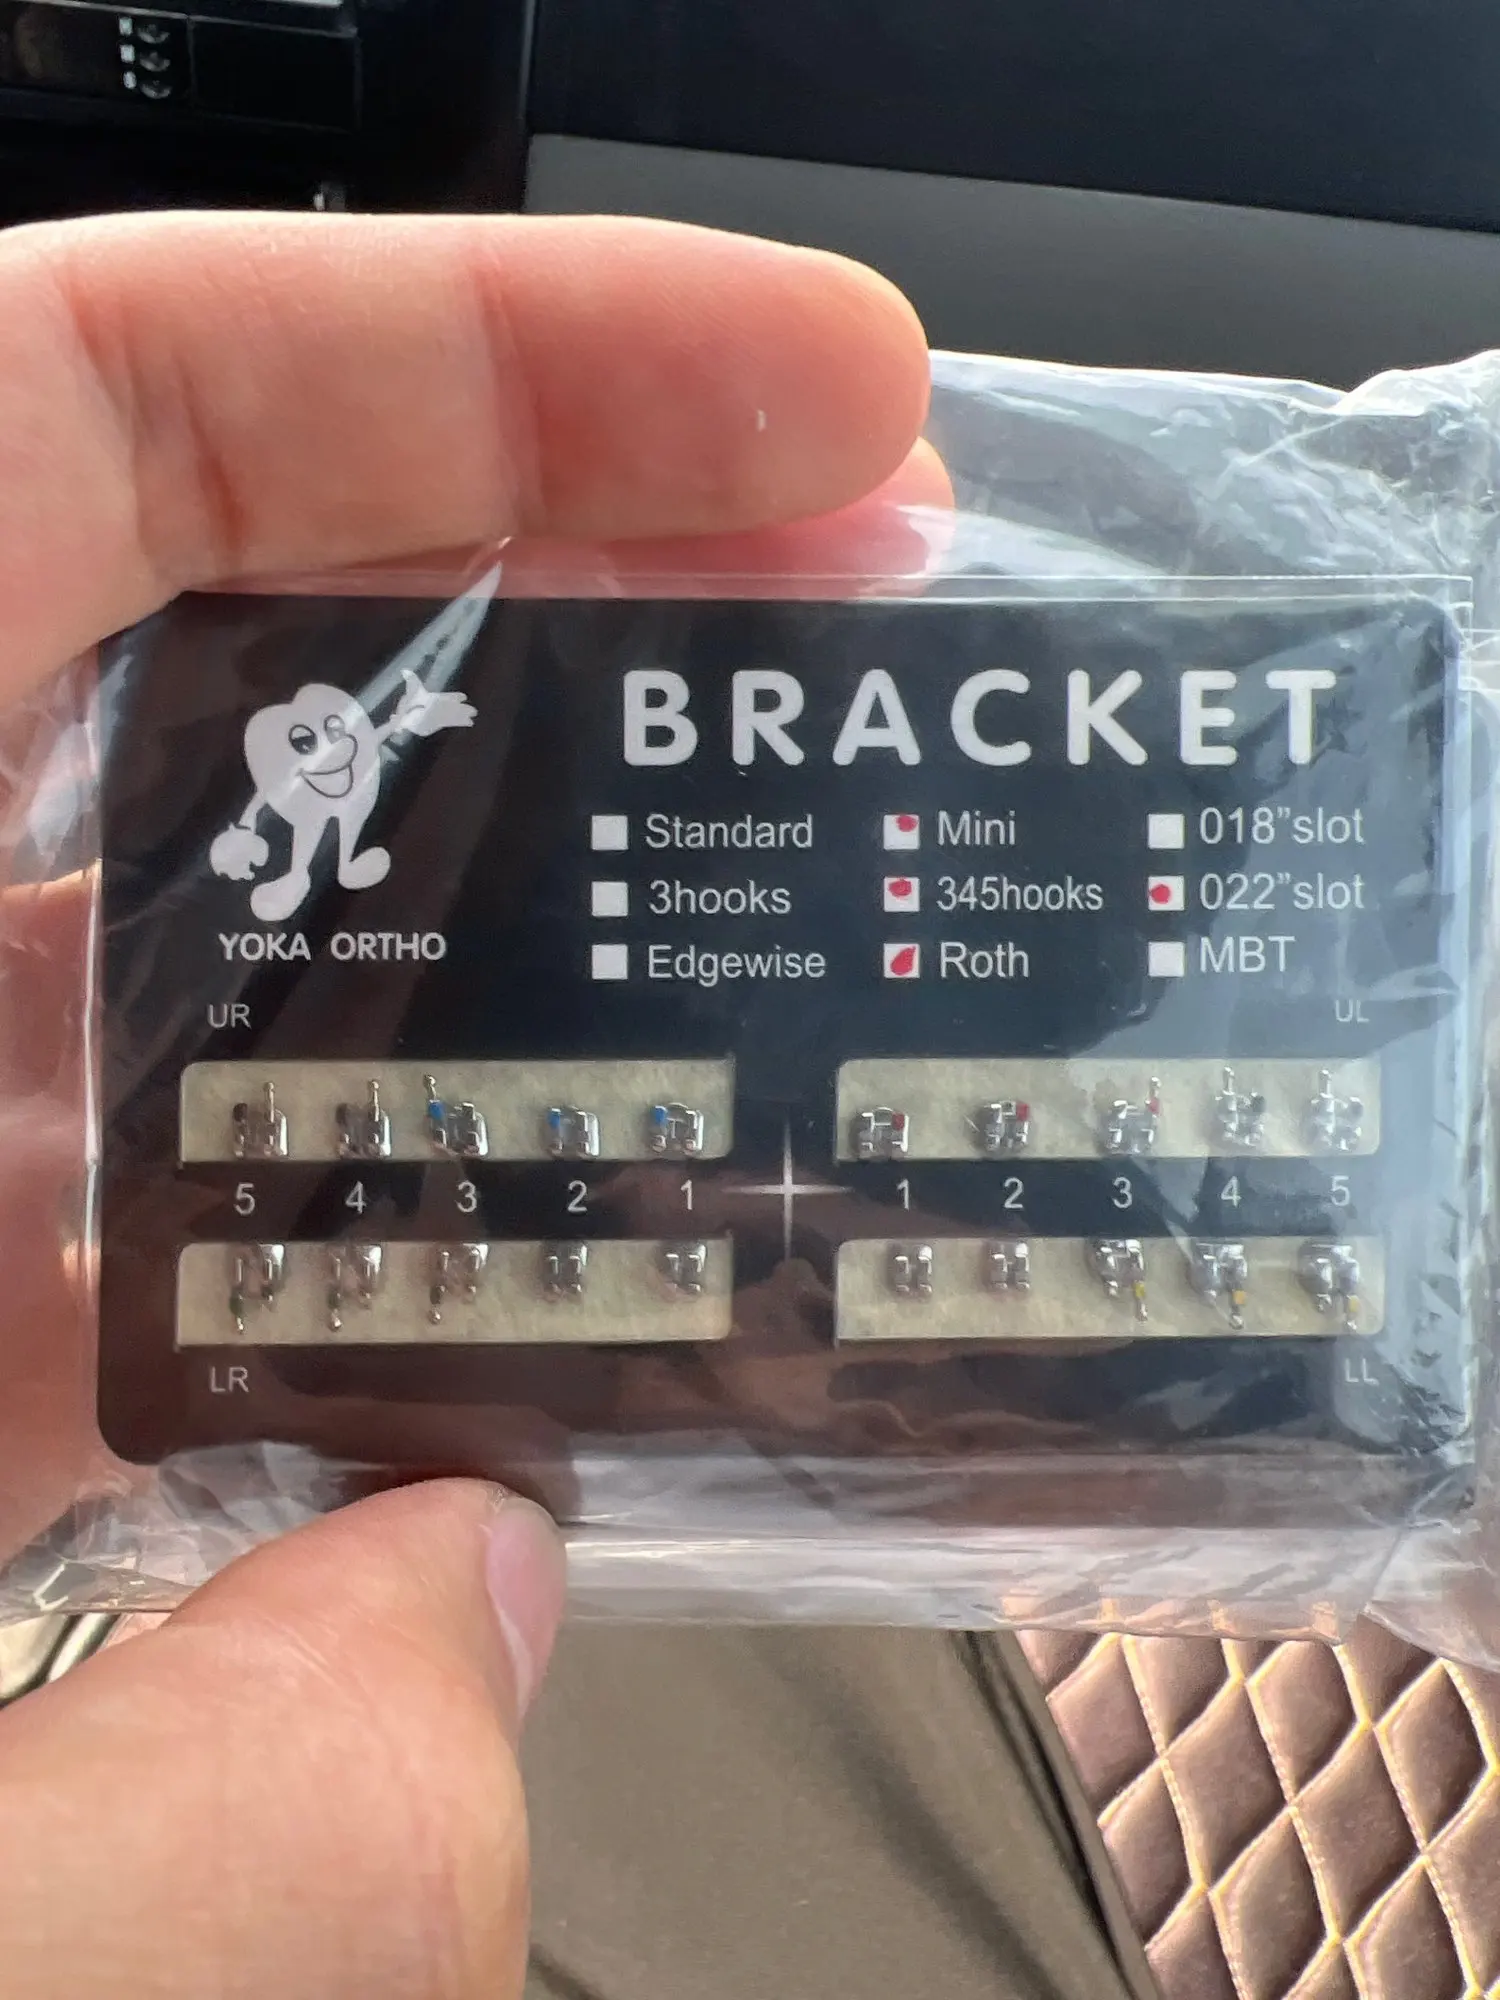 BRACKET
Standard Mini 018"slot
3hooks 345hooks 022"slot
Edgewise Roth MBT
YOKA ORTHO
UR UL
5 4 3 2 1 1 2 3 4 5
LR LL